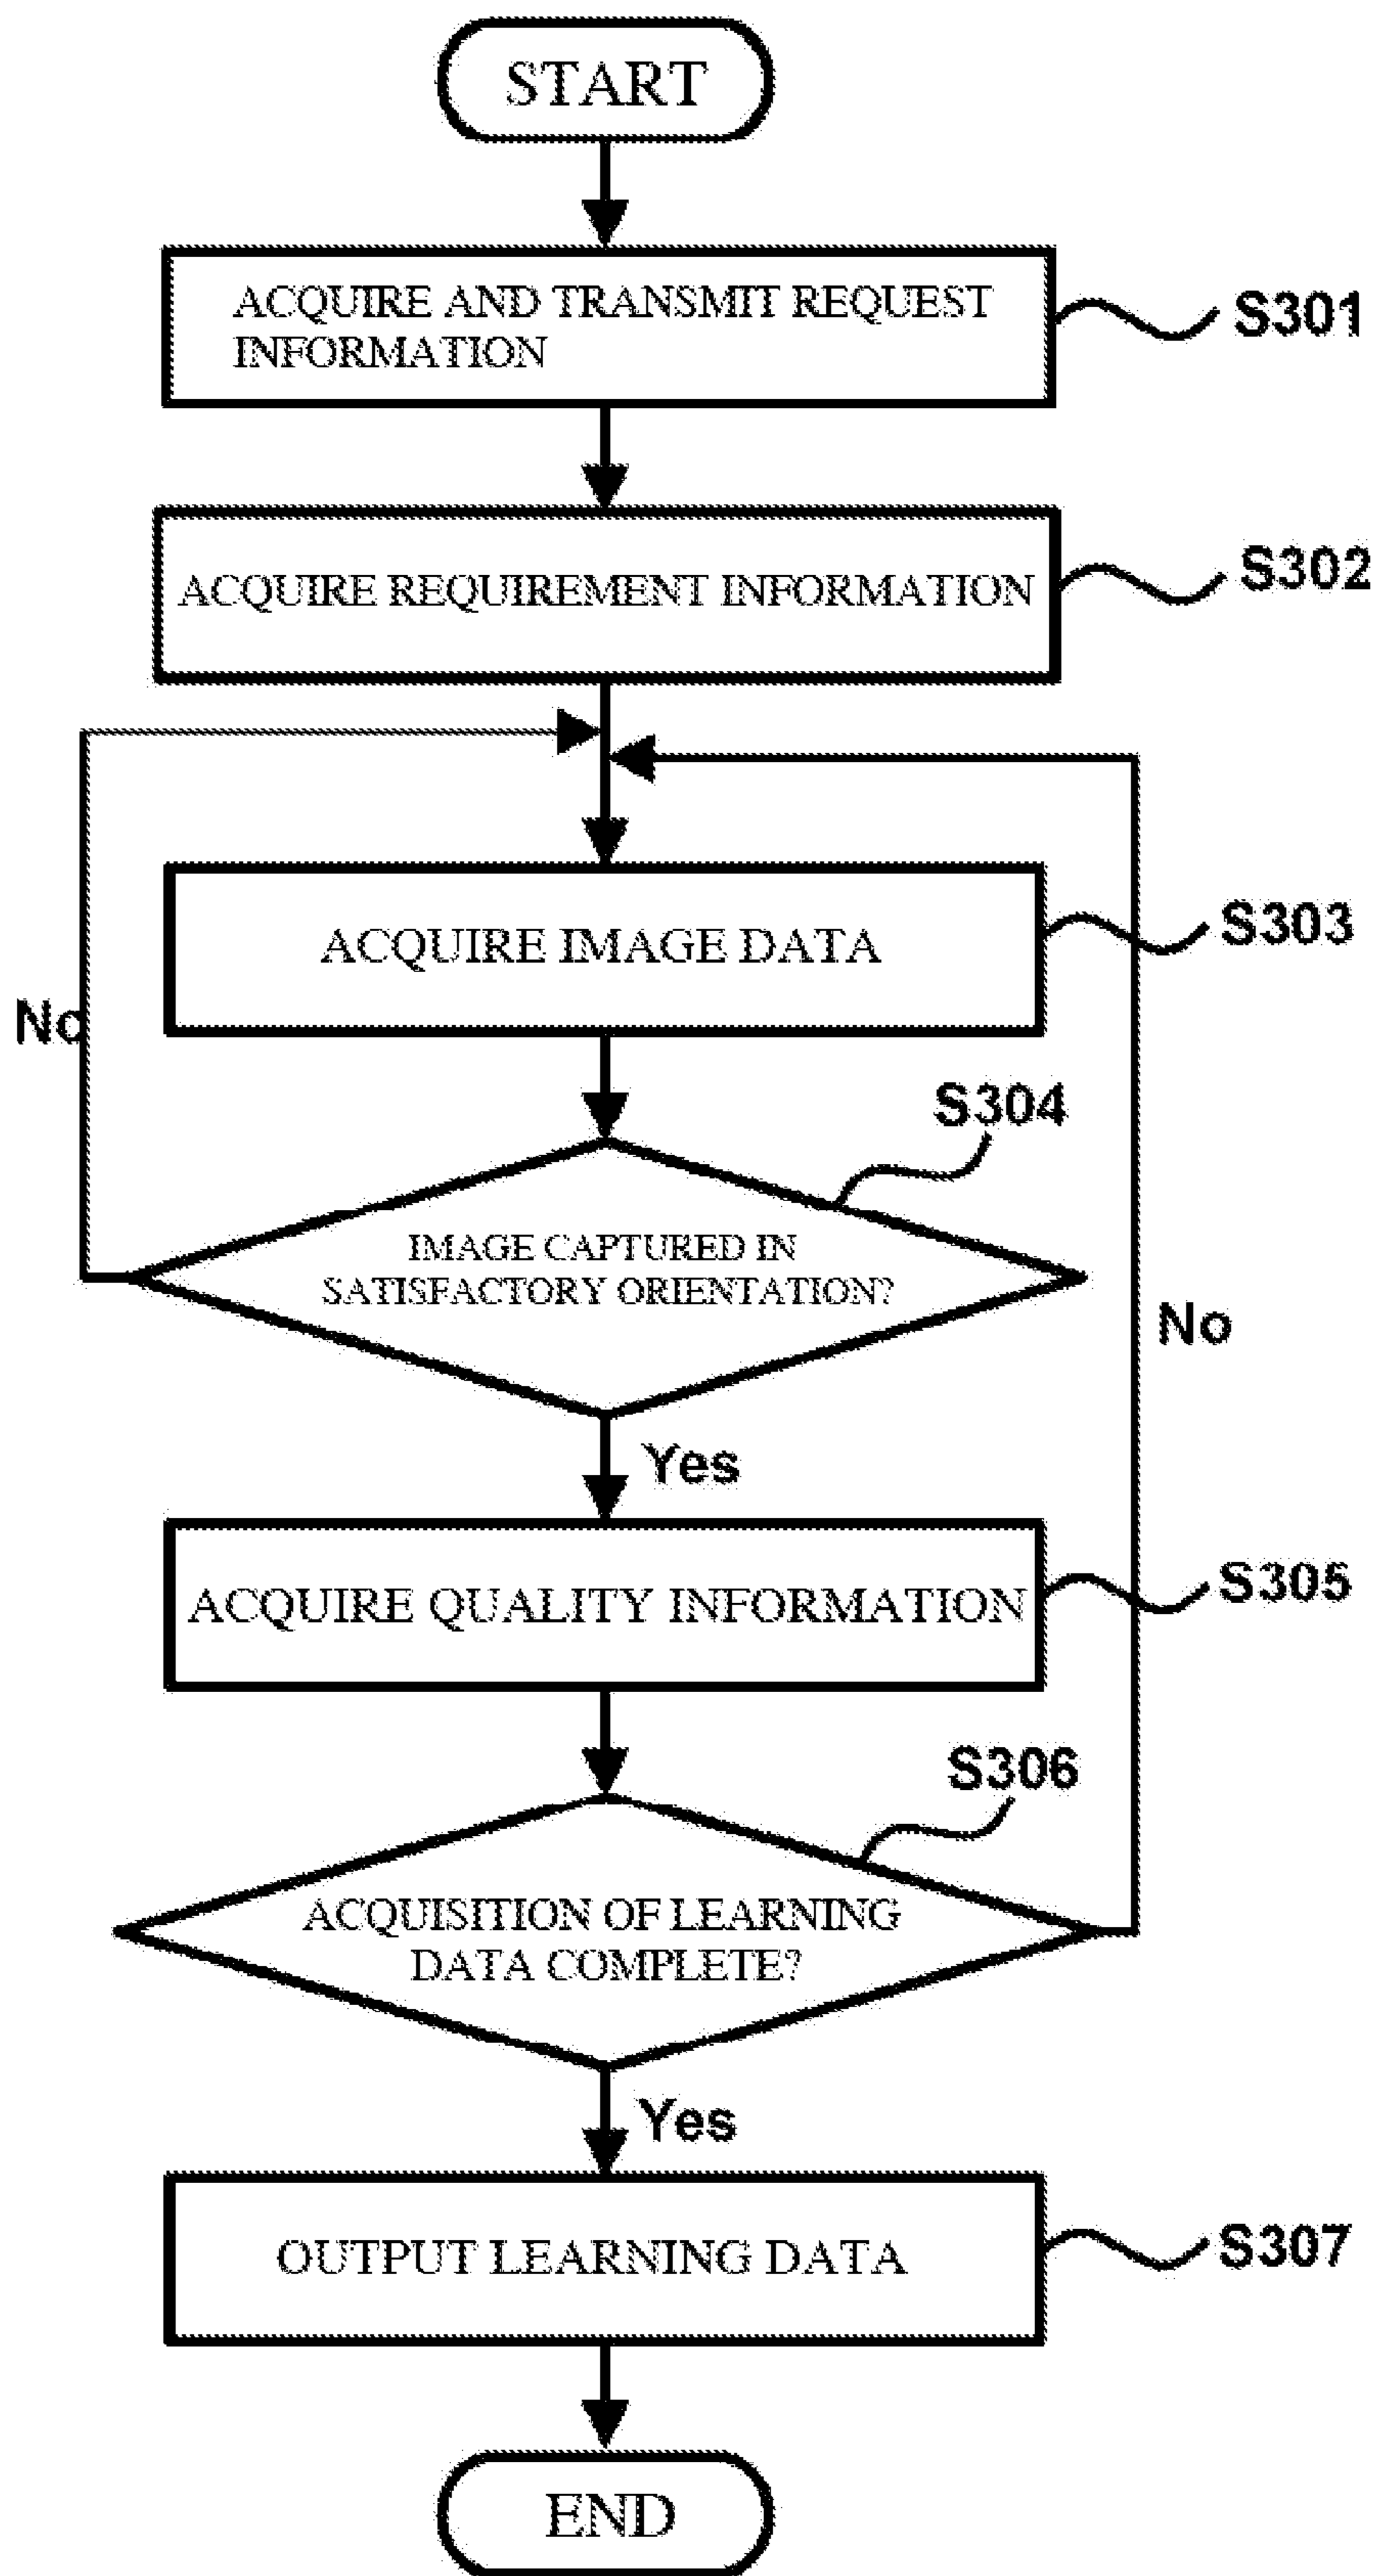 START
ACQUIRE AND TRANSMIT REQUEST
INFORMATION
S301
ACQUIRE REQUIREMENT INFORMATION
S302
ACQUIRE IMAGE DATA
S303
No
S304
IMAGE CAPTURED IN
SATISFACTORY ORIENTATION?
No
Yes
ACQUIRE QUALITY INFORMATION
S305
S306
ACQUISITION OF LEARNING
DATA COMPLETE?
Yes
OUTPUT LEARNING DATA
S307
END